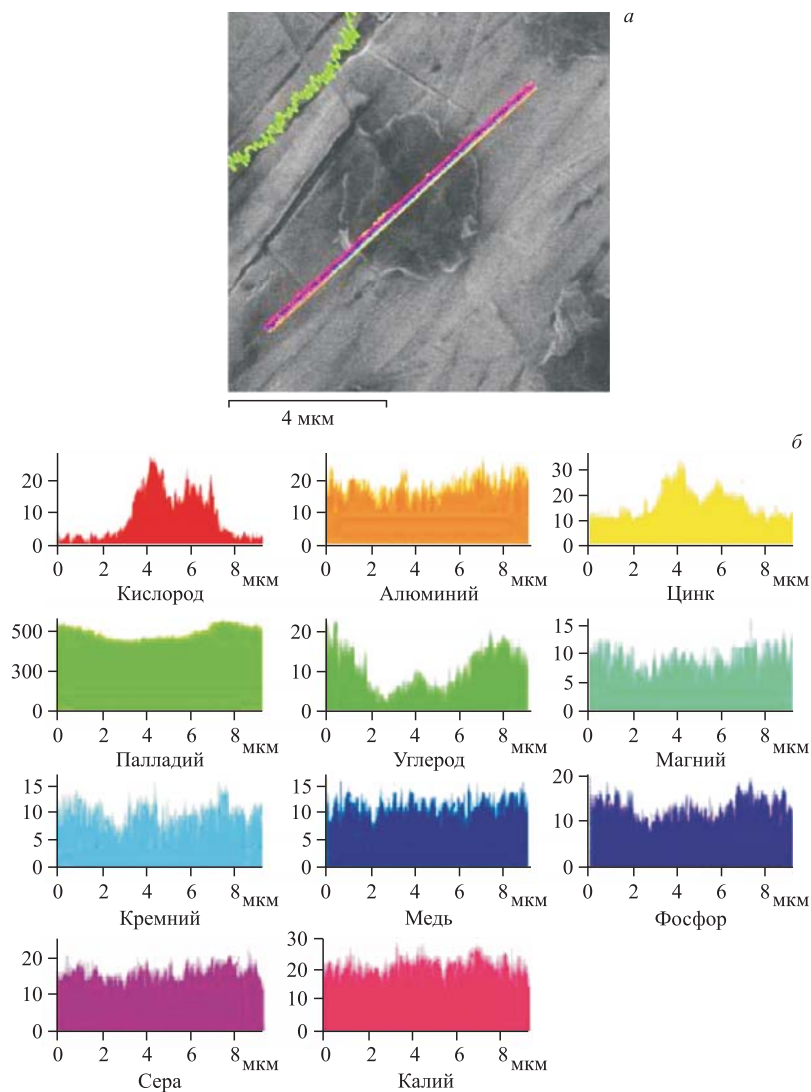 а
4 мкм
б
20
10
0
0 2 4 6 8 мкм
Кислород
20
10
0
0 2 4 6 8 мкм
Алюминий
30
20
10
0
0 2 4 6 8 мкм
Цинк
500
300
0
0 2 4 6 8 мкм
Палладий
20
10
0
0 2 4 6 8 мкм
Углерод
15
10
5
0
0 2 4 6 8 мкм
Магний
15
10
5
0
0 2 4 6 8 мкм
Кремний
15
10
5
0
0 2 4 6 8 мкм
Медь
20
10
0
0 2 4 6 8 мкм
Фосфор
20
10
0
0 2 4 6 8 мкм
Сера
30
20
10
0
0 2 4 6 8 мкм
Калий